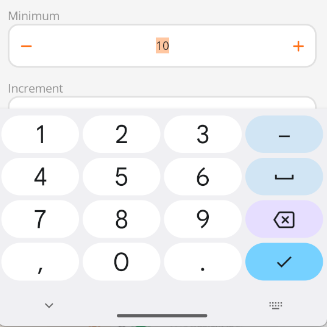 Minimum
− 10 +
Increment
1 2 3 –
4 5 6
7 8 9
, 0 .